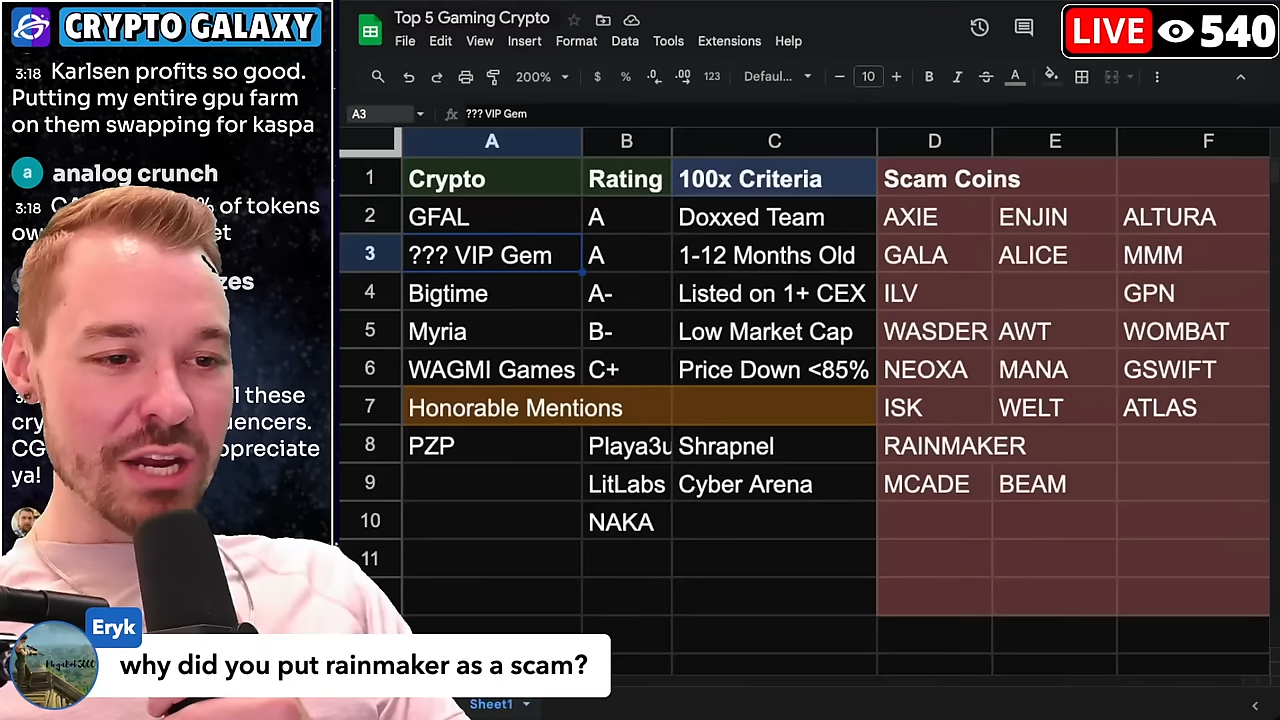 CRYPTO GALAXY
3:18 Karlsen profits so good.
Putting my entire gpu farm
on them swapping for kaspa
a analog crunch
3:18 % of tokens
these
ya!
Top 5 Gaming Crypto
File Edit View Insert Format Data Tools Extensions Help
LIVE 540
200% $ % .0 .00 123 Defaul... − 10 + B I S A
A3 fx ??? VIP Gem
A B C D E F
1 Crypto Rating 100x Criteria Scam Coins
2 GFAL A Doxxed Team AXIE ENJIN ALTURA
3 ??? VIP Gem A 1-12 Months Old GALA ALICE MMM
4 Bigtime A- Listed on 1+ CEX ILV GPN
5 Myria B- Low Market Cap WASDER AWT WOMBAT
6 WAGMI Games C+ Price Down <85% NEOXA MANA GSWIFT
7 Honorable Mentions ISK WELT ATLAS
8 PZP Playa3u Shrapnel RAINMAKER
9 LitLabs Cyber Arena MCADE BEAM
10 NAKA
11
Eryk
MegaBot3000
why did you put rainmaker as a scam?
Sheet1